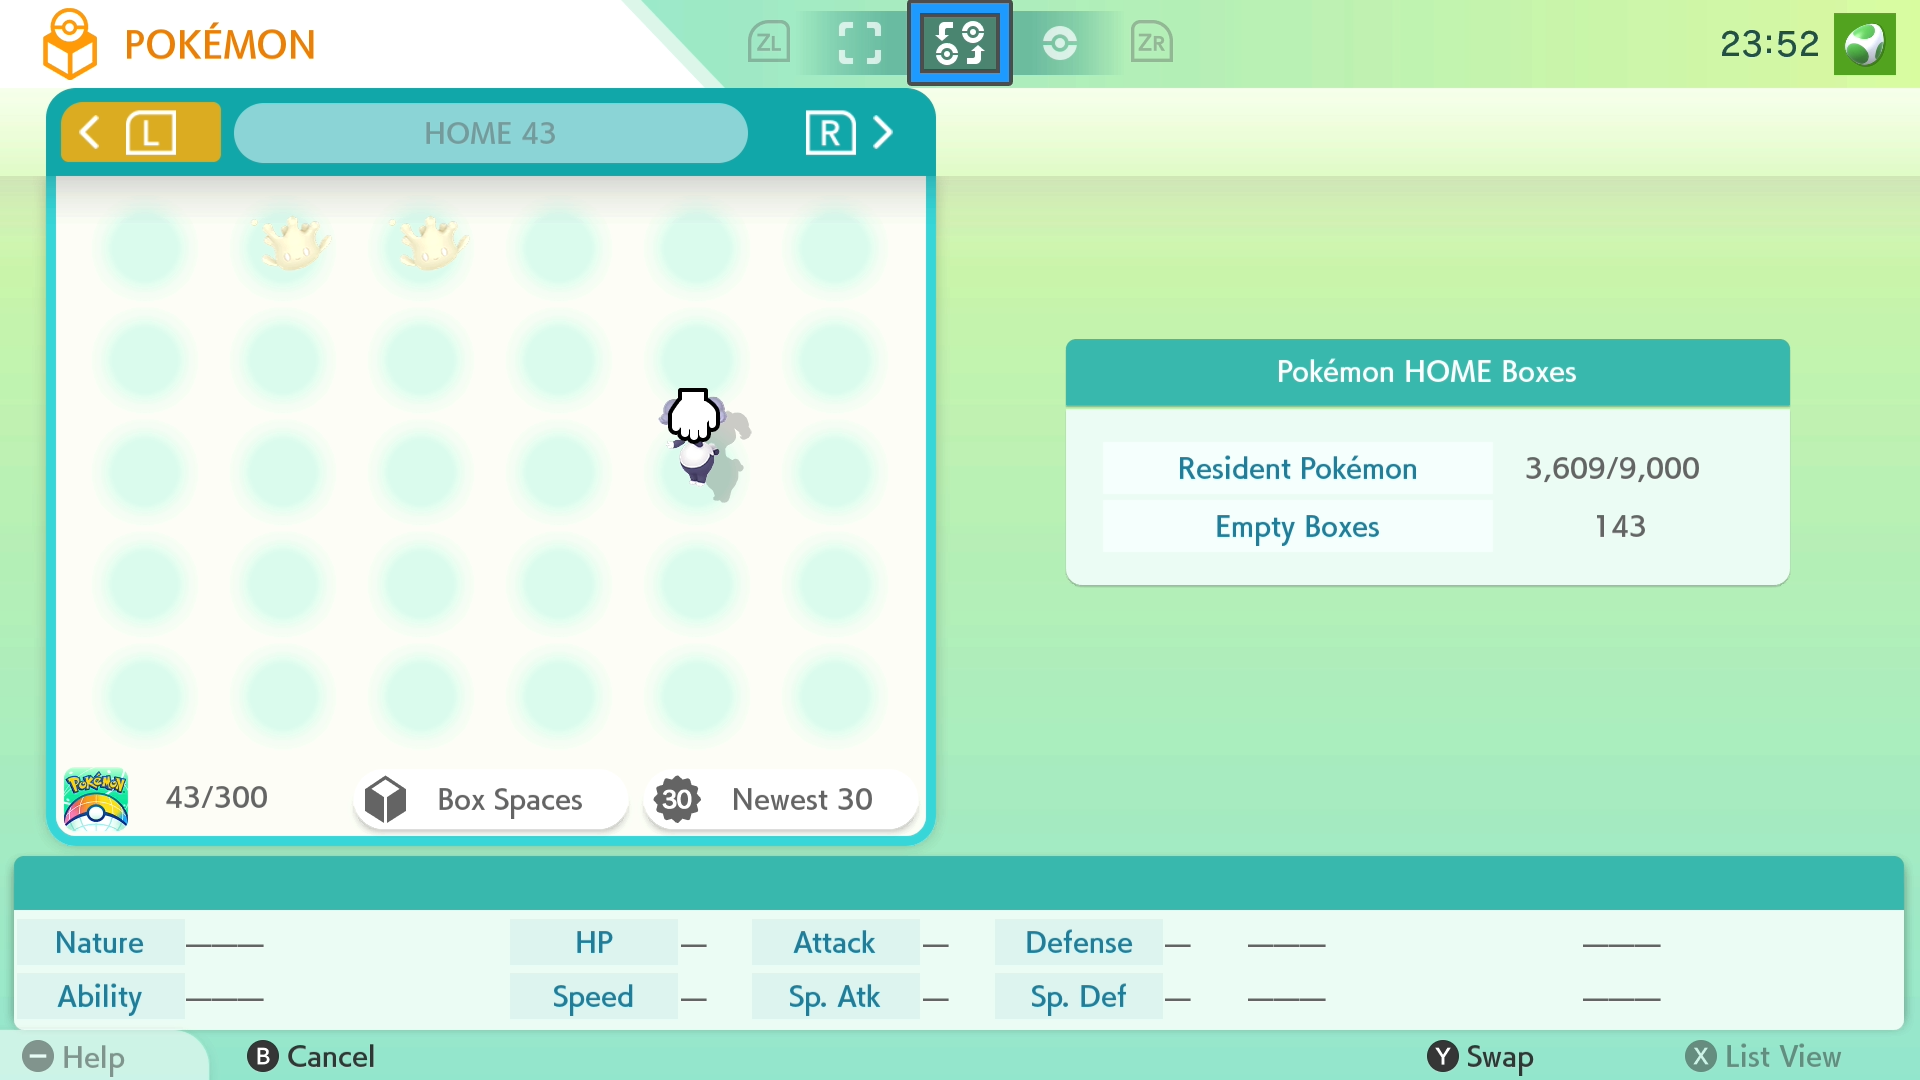 POKÉMON
ZL
ZR
23:52
L
HOME 43
R
Pokémon HOME Boxes
Resident Pokémon 3,609/9,000
Empty Boxes 143
POKéMON
43/300
Box Spaces
30 Newest 30
Nature ——— HP — Attack — Defense — ——— ———
Ability ——— Speed — Sp. Atk — Sp. Def — ——— ———
Help
B Cancel
Y Swap
X List View